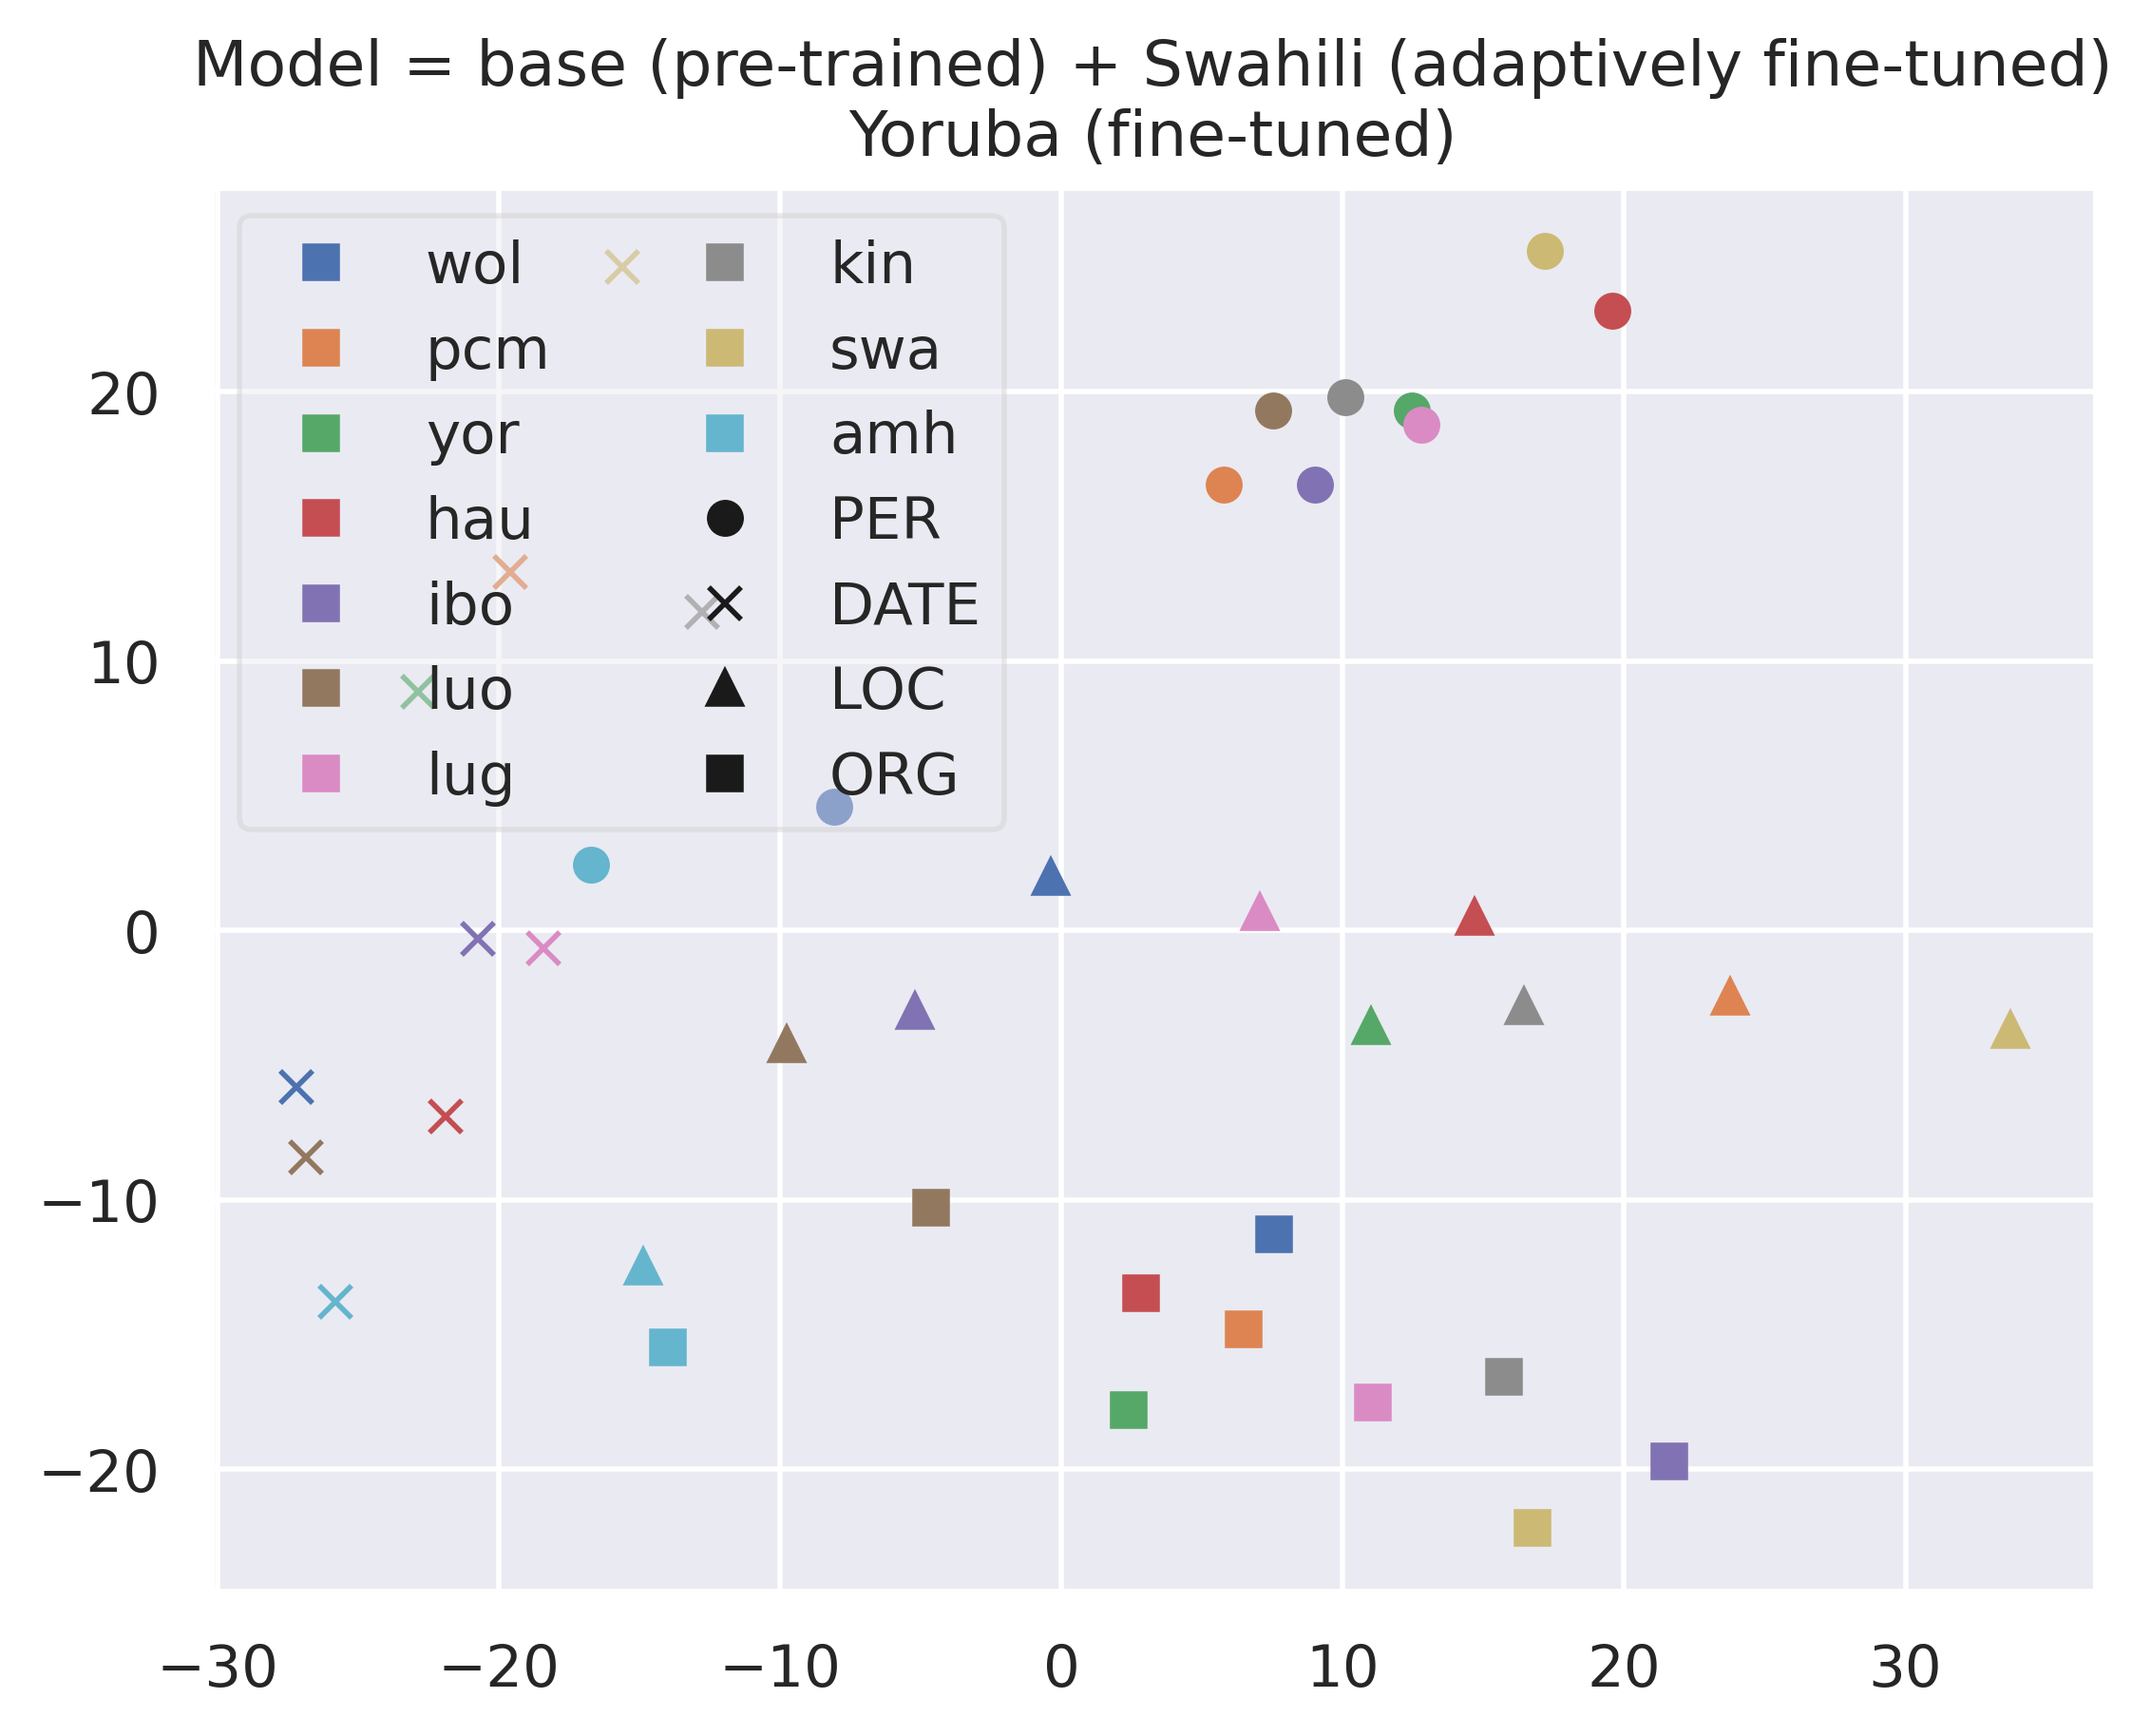 Model = base (pre-trained) + Swahili (adaptively fine-tuned)
Yoruba (fine-tuned)
wol
pcm
yor
hau
ibo
luo
lug
kin
swa
amh
PER
DATE
LOC
ORG
20
10
0
−10
−20
−30 −20 −10 0 10 20 30